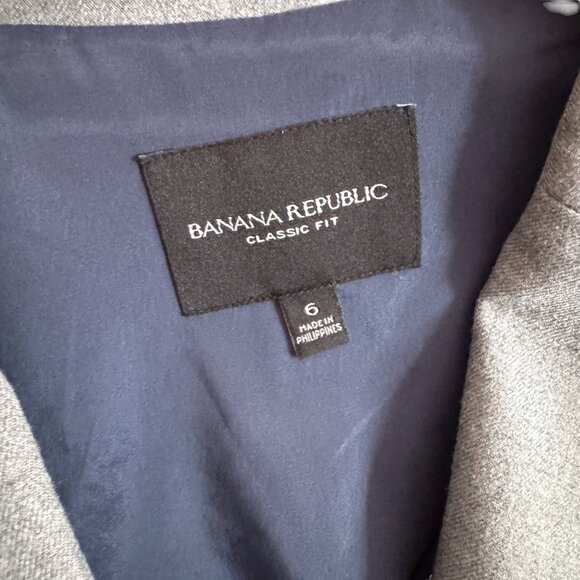 BANANA REPUBLIC
CLASSIC FIT
6
MADE IN
PHILIPPINES